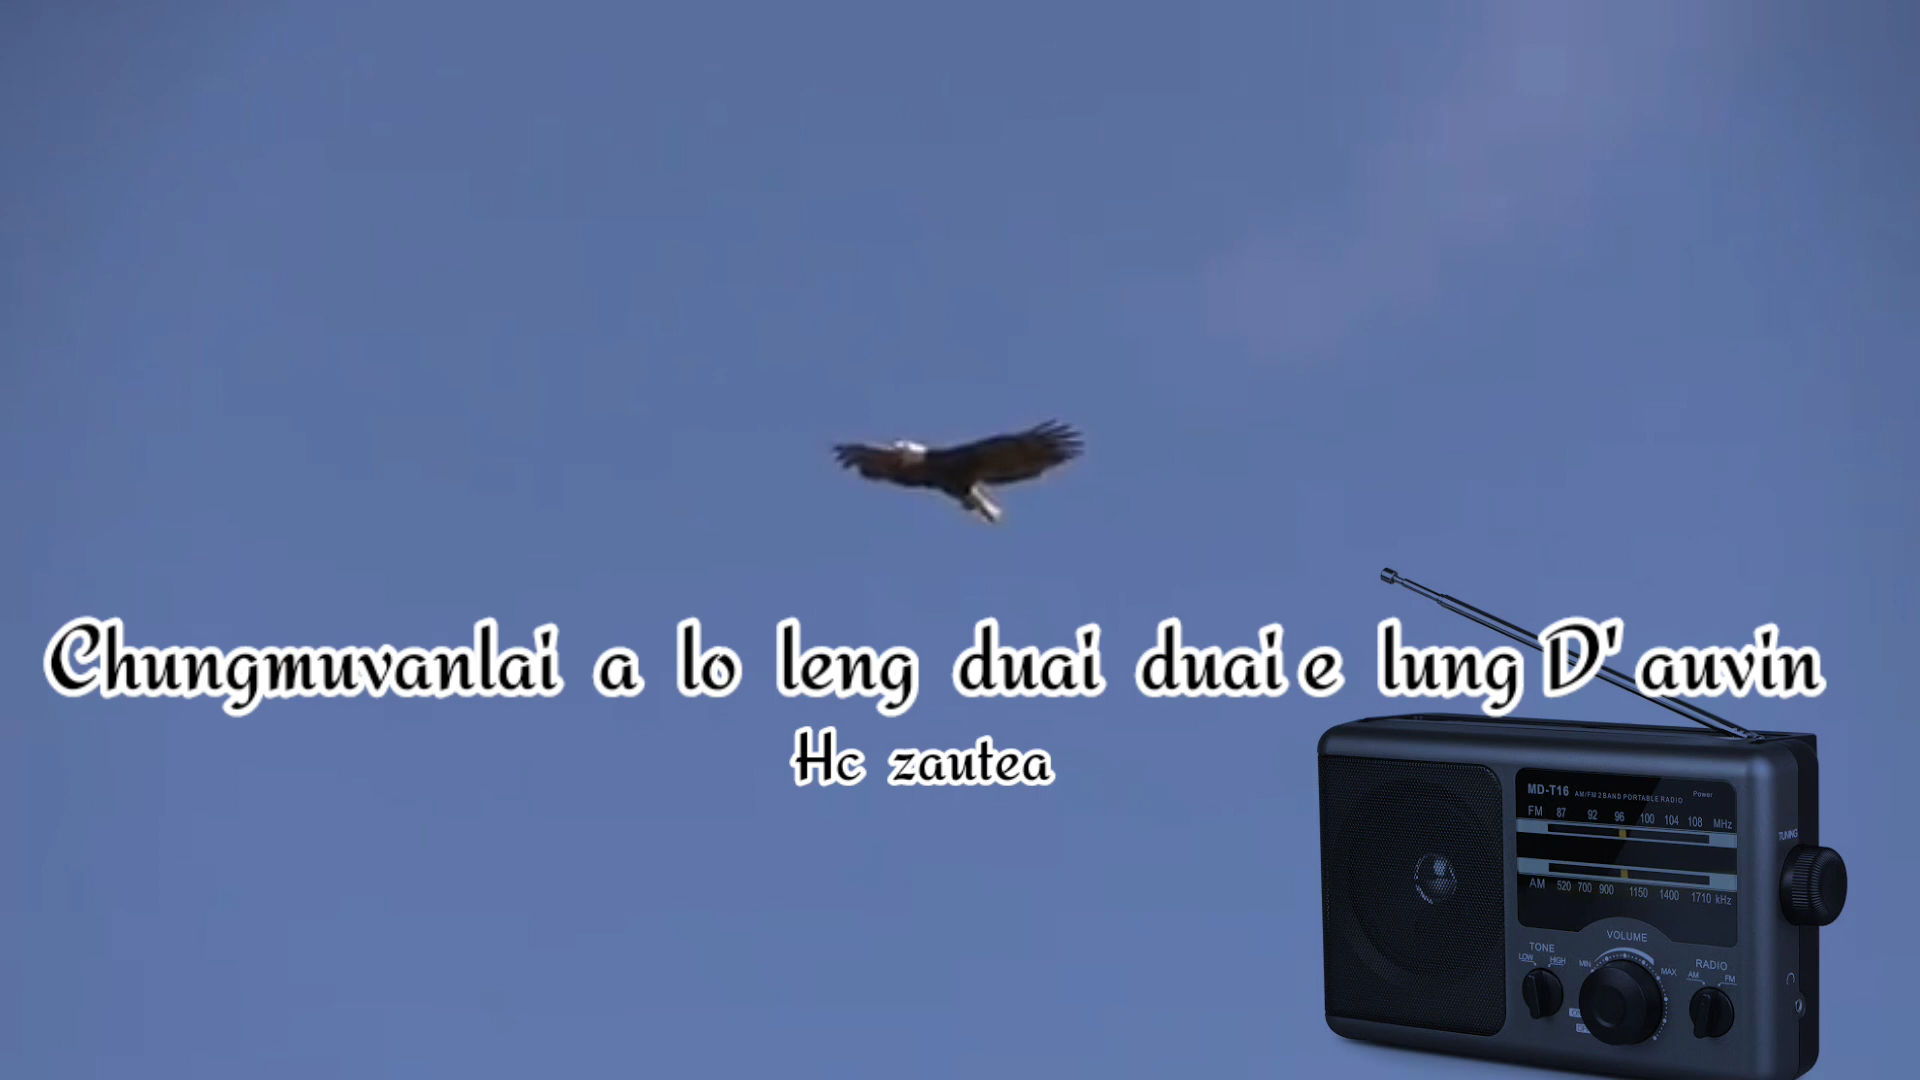 Chungmuvanlai a lo leng duai duai e lung D'auvin
Hc zautea
MD-T16 AM/FM 2 BAND PORTABLE RADIO Power
FM 87 92 96 100 104 108 MHz
AM 520 700 900 1150 1400 1710 kHz
TUNING
VOLUME
TONE
LOW HIGH
MIN MAX
RADIO
AM FM